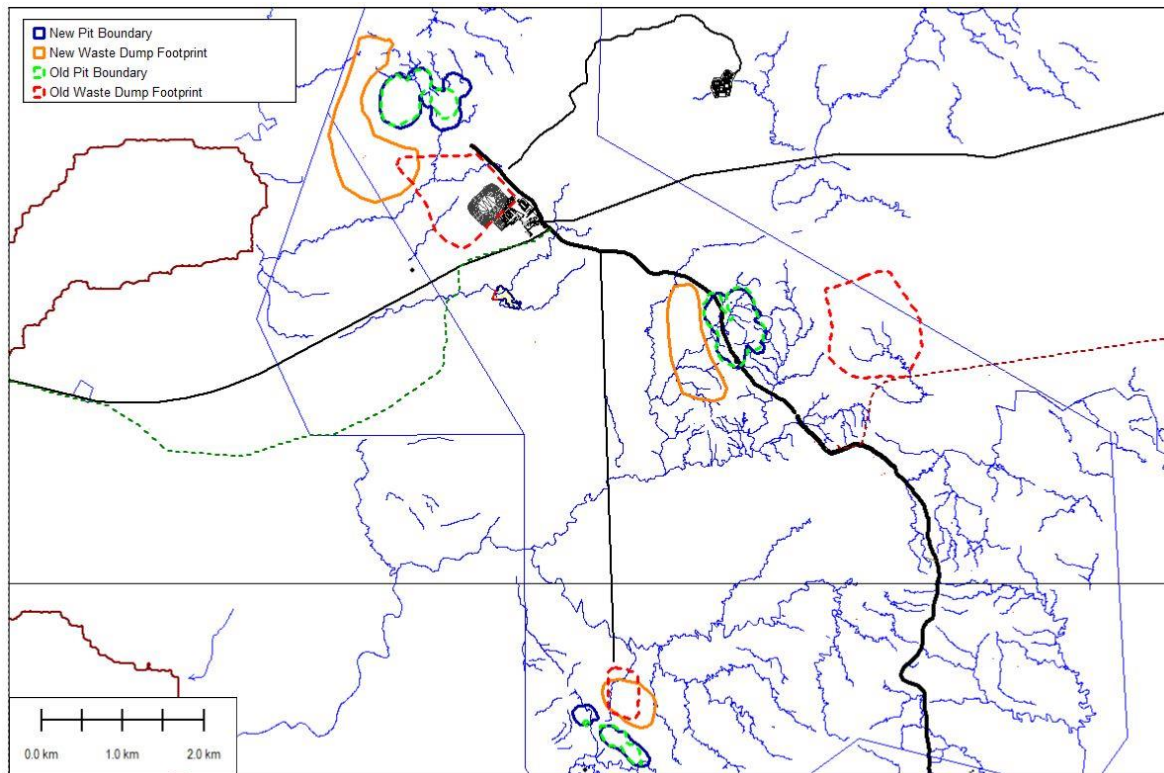 New Pit Boundary
New Waste Dump Footprint
Old Pit Boundary
Old Waste Dump Footprint
0.0 km 1.0 km 2.0 km